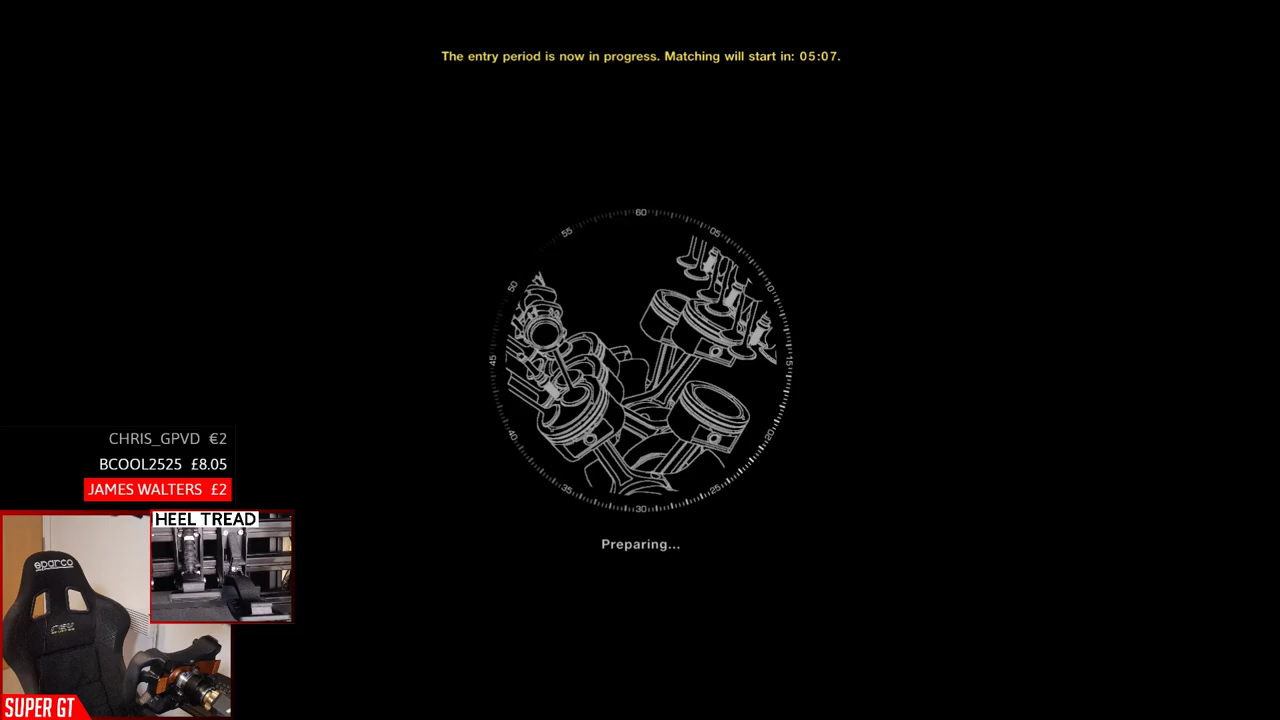 The entry period is now in progress. Matching will start in: 05:07.
60
55
05
50
10
45
15
40
20
35
25
30
Preparing...
CHRIS_GPVD €2
BCOOL2525 £8.05
JAMES WALTERS £2
HEEL TREAD
sparco
SUPER GT